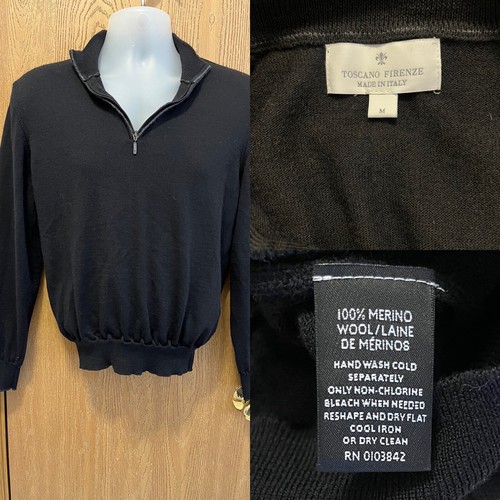 TOSCANO FIRENZE
MADE IN ITALY
M
100% MERINO
WOOL/LAINE
DE MÉRINOS
HAND WASH COLD
SEPARATELY
ONLY NON-CHLORINE
BLEACH WHEN NEEDED
RESHAPE AND DRY FLAT
COOL IRON
OR DRY CLEAN
RN 0103842